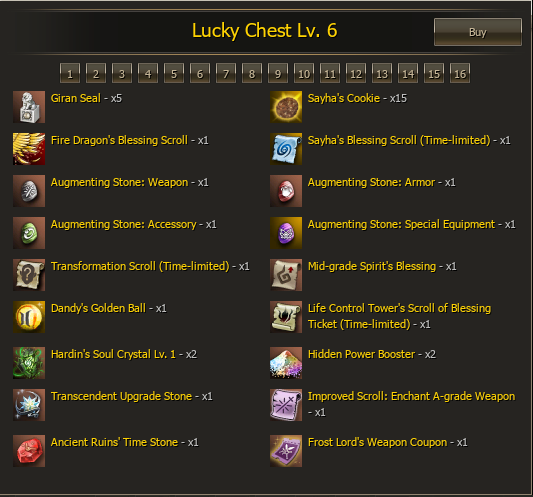 Lucky Chest Lv. 6
Buy
1 2 3 4 5 6 7 8 9 10 11 12 13 14 15 16
Giran Seal - x5
Sayha's Cookie - x15
Fire Dragon's Blessing Scroll - x1
Sayha's Blessing Scroll (Time-limited) - x1
Augmenting Stone: Weapon - x1
Augmenting Stone: Armor - x1
Augmenting Stone: Accessory - x1
Augmenting Stone: Special Equipment - x1
Transformation Scroll (Time-limited) - x1
Mid-grade Spirit's Blessing - x1
Dandy's Golden Ball - x1
Life Control Tower's Scroll of Blessing
Ticket (Time-limited) - x1
Hardin's Soul Crystal Lv. 1 - x2
Hidden Power Booster - x2
Transcendent Upgrade Stone - x1
Improved Scroll: Enchant A-grade Weapon
- x1
Ancient Ruins' Time Stone - x1
Frost Lord's Weapon Coupon - x1